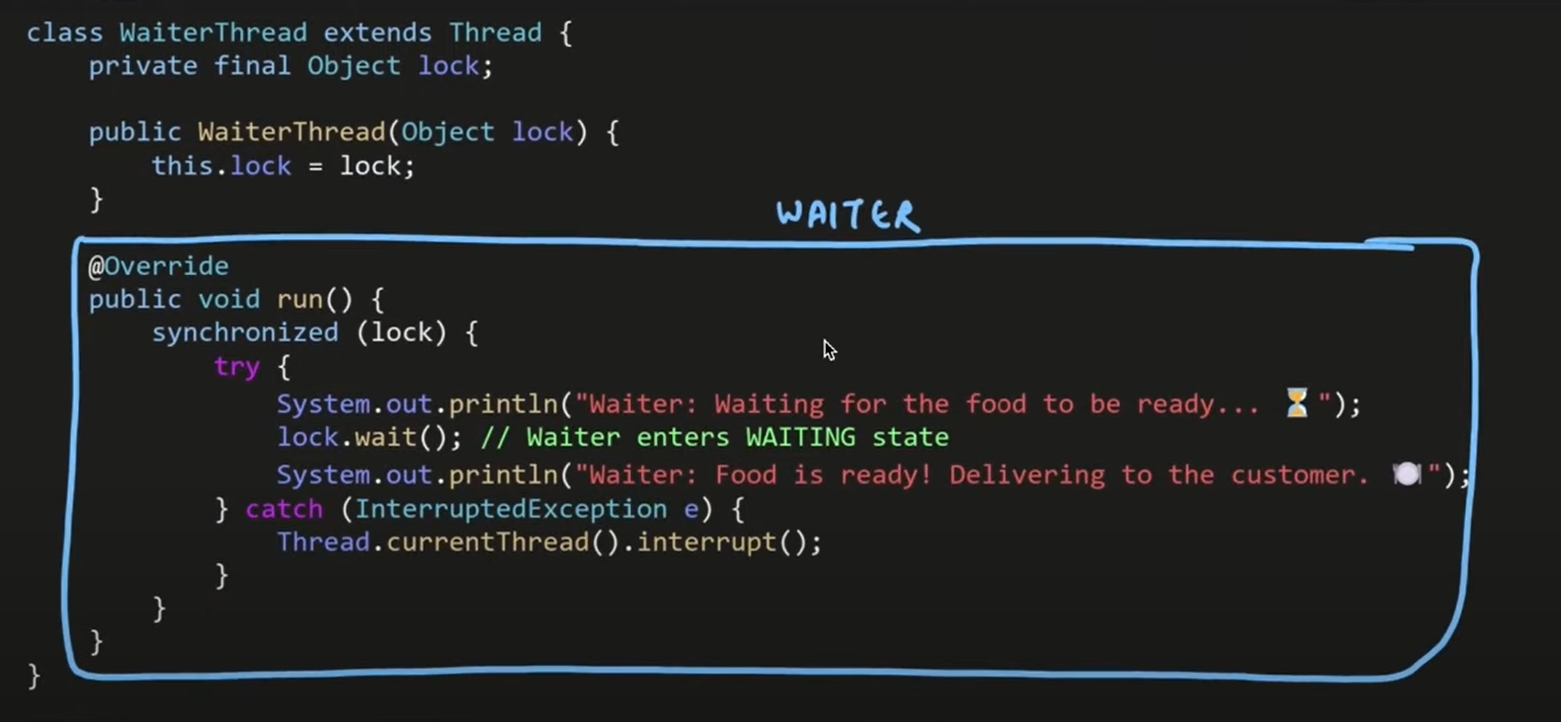 class WaiterThread extends Thread {
    private final Object lock;
    public WaiterThread(Object lock) {
        this.lock = lock;
    }
WAITER
    @Override
    public void run() {
        synchronized (lock) {
            try {
                System.out.println("Waiter: Waiting for the food to be ready... ⏳");
                lock.wait(); // Waiter enters WAITING state
                System.out.println("Waiter: Food is ready! Delivering to the customer. 🍽️");
            } catch (InterruptedException e) {
                Thread.currentThread().interrupt();
            }
        }
    }
}